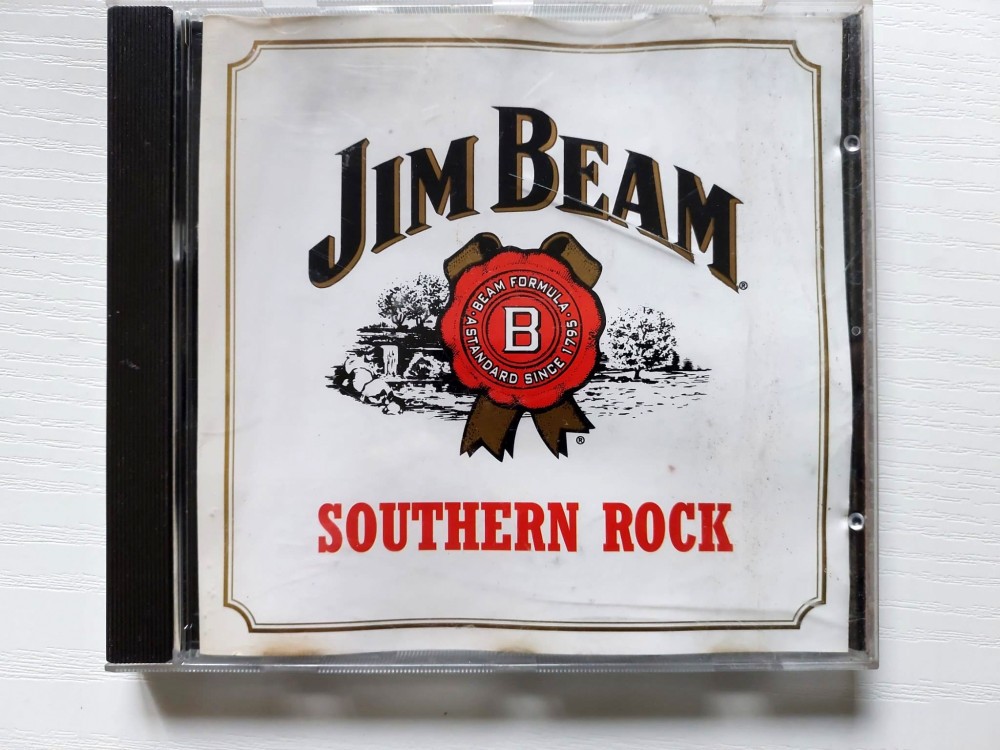 JIM BEAM®
BEAM FORMULA
B
A STANDARD SINCE 1795
®
SOUTHERN ROCK